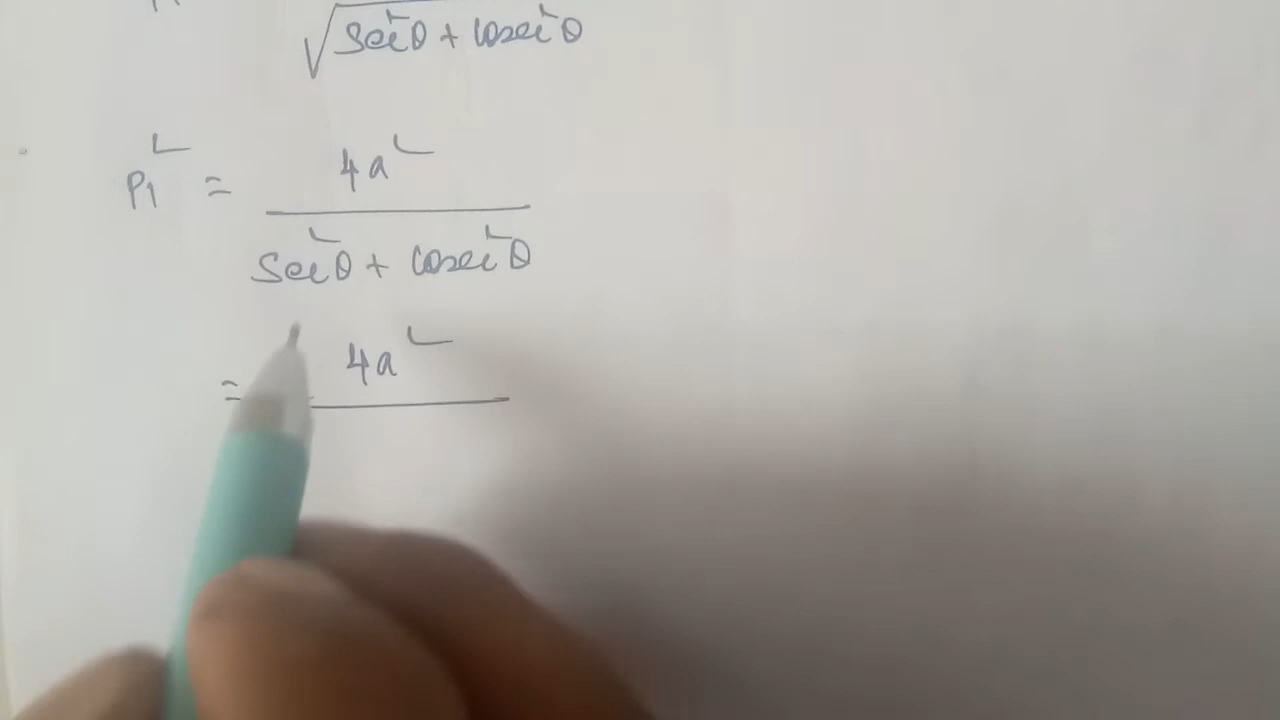 √sec²θ + cosec²θ
P₁² = 4a²
sec²θ + cosec²θ
= 4a²